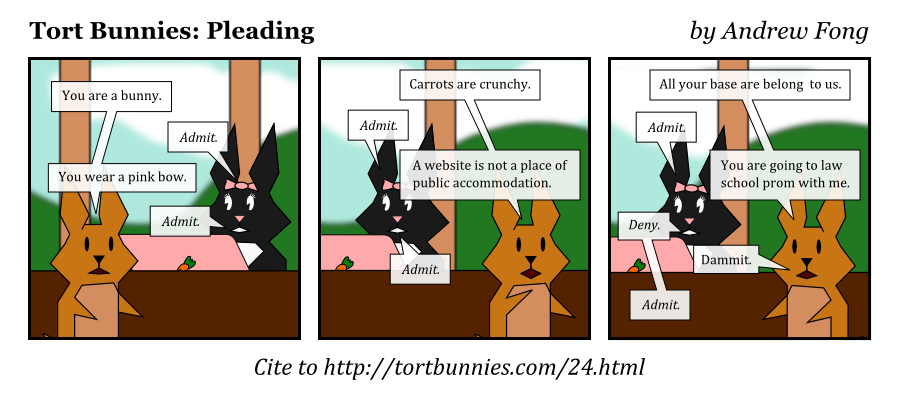 Tort Bunnies: Pleading
by Andrew Fong
You are a bunny.
Admit.
You wear a pink bow.
Admit.
Carrots are crunchy.
Admit.
A website is not a place of
public accommodation.
Admit.
All your base are belong to us.
Admit.
You are going to law
school prom with me.
Deny.
Dammit.
Admit.
Cite to http://tortbunnies.com/24.html